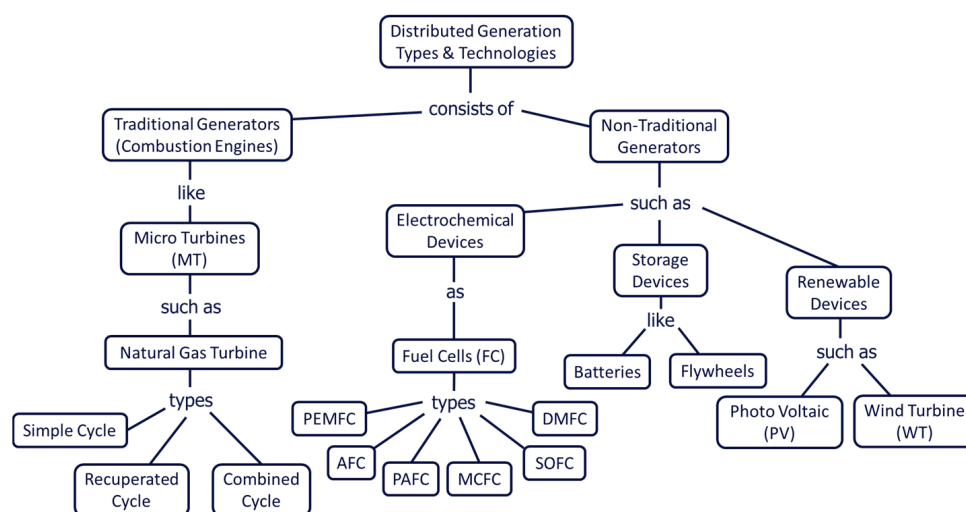 Distributed Generation
Types & Technologies
consists of
Traditional Generators
(Combustion Engines)
Non-Traditional
Generators
like
such as
Micro Turbines
(MT)
Electrochemical
Devices
Storage
Devices
Renewable
Devices
such as
as
like
such as
Natural Gas Turbine
Fuel Cells (FC)
Batteries
Flywheels
types
types
Photo Voltaic
(PV)
Wind Turbine
(WT)
Simple Cycle
Recuperated
Cycle
Combined
Cycle
PEMFC
AFC
PAFC
MCFC
SOFC
DMFC